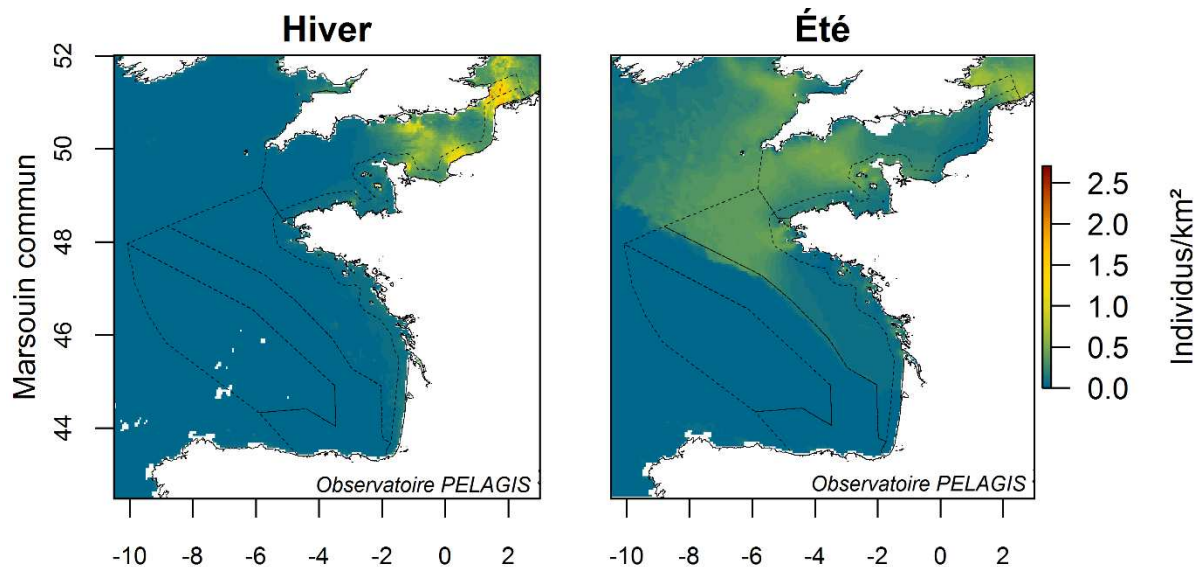 Hiver
Été
Marsouin commun
52
50
48
46
44
Observatoire PELAGIS
-10 -8 -6 -4 -2 0 2
Observatoire PELAGIS
-10 -8 -6 -4 -2 0 2
2.5
2.0
1.5
1.0
0.5
0.0
Individus/km²